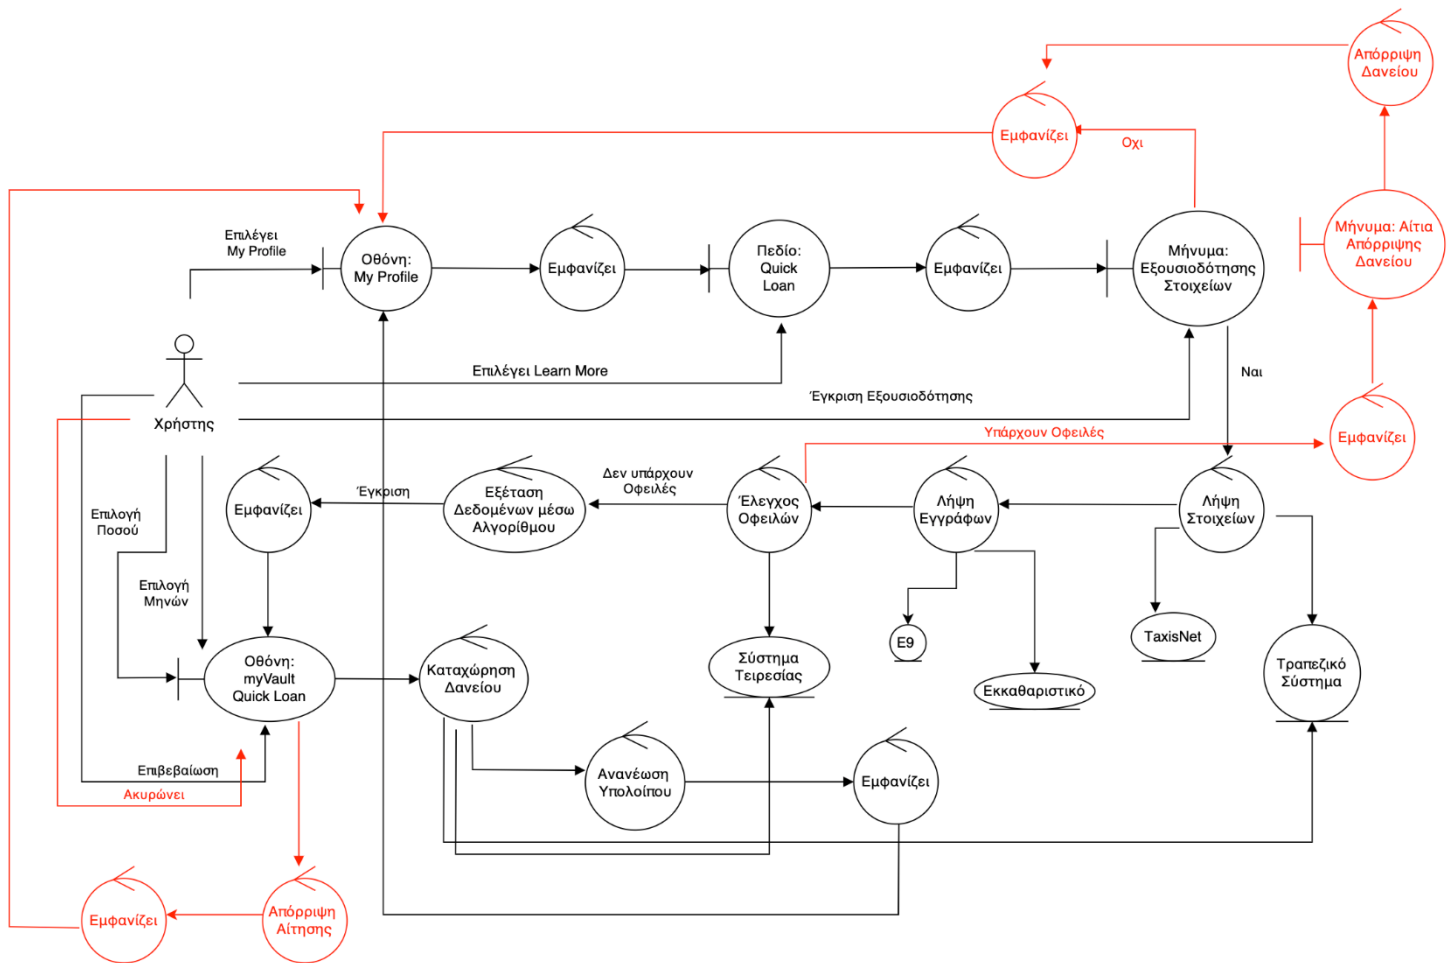 Απόρριψη
Δανείου
Εμφανίζει
Οχι
Επιλέγει
My Profile
Οθόνη:
My Profile
Εμφανίζει
Πεδίο:
Quick
Loan
Εμφανίζει
Μήνυμα:
Εξουσιοδότησης
Στοιχείων
Μήνυμα: Αίτια
Απόρριψης
Δανείου
Επιλέγει Learn More
Ναι
Έγκριση Εξουσιοδότησης
Χρήστης
Υπάρχουν Οφειλές
Εμφανίζει
Επιλογή
Ποσού
Εμφανίζει
Έγκριση
Εξέταση
Δεδομένων μέσω
Αλγορίθμου
Δεν υπάρχουν
Οφειλές
Έλεγχος
Οφειλών
Λήψη
Εγγράφων
Λήψη
Στοιχείων
Επιλογή
Μηνών
Οθόνη:
myVault
Quick Loan
Καταχώρηση
Δανείου
Σύστημα
Τειρεσίας
E9
Εκκαθαριστικό
TaxisNet
Τραπεζικό
Σύστημα
Επιβεβαίωση
Ακυρώνει
Ανανέωση
Υπολοίπου
Εμφανίζει
Εμφανίζει
Απόρριψη
Αίτησης